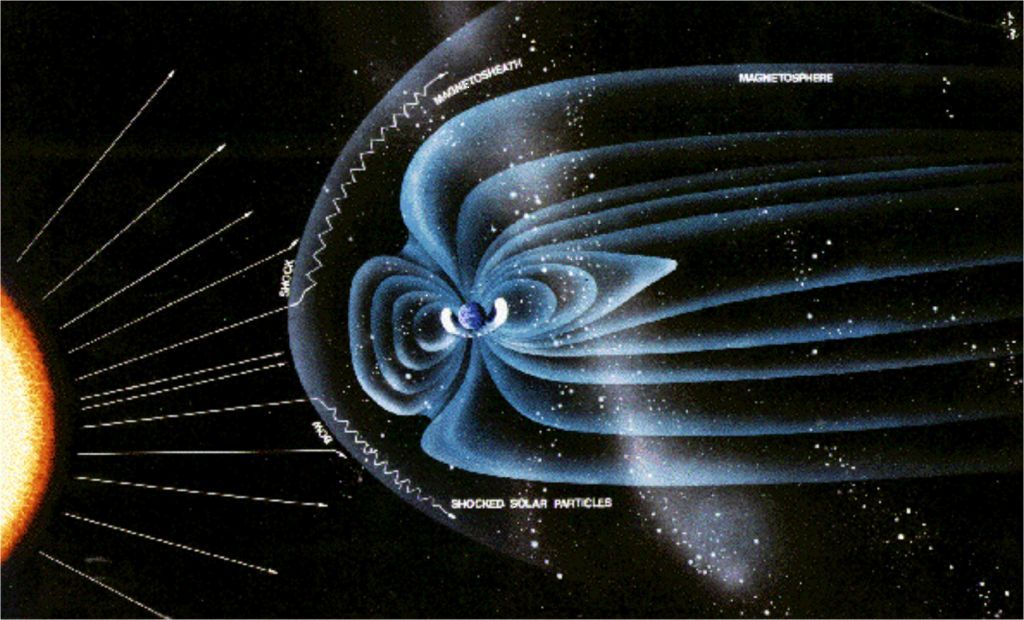 MAGNETOSHEATH
MAGNETOSPHERE
SHOCK
BOW
SHOCKED SOLAR PARTICLES